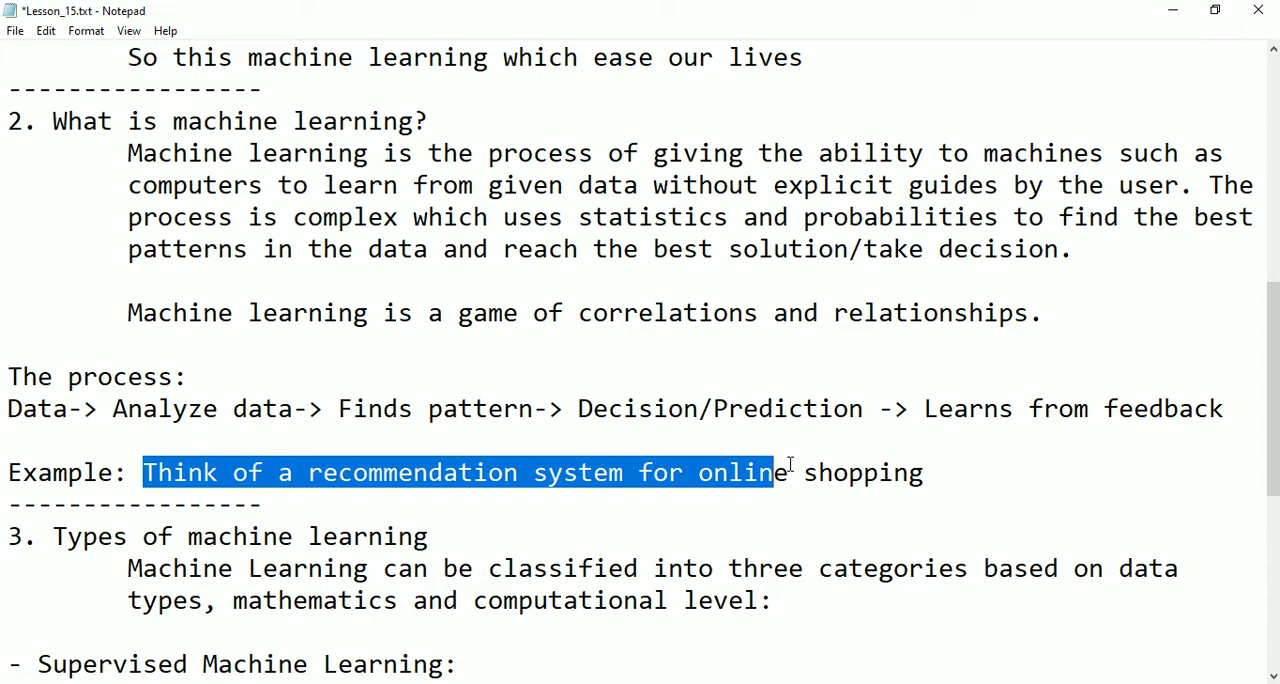 *Lesson_15.txt - Notepad
File Edit Format View Help
So this machine learning which ease our lives
-----------------
2. What is machine learning?
Machine learning is the process of giving the ability to machines such as
computers to learn from given data without explicit guides by the user. The
process is complex which uses statistics and probabilities to find the best
patterns in the data and reach the best solution/take decision.
Machine learning is a game of correlations and relationships.
The process:
Data-> Analyze data-> Finds pattern-> Decision/Prediction -> Learns from feedback
Example: Think of a recommendation system for online shopping
-----------------
3. Types of machine learning
Machine Learning can be classified into three categories based on data
types, mathematics and computational level:
- Supervised Machine Learning: